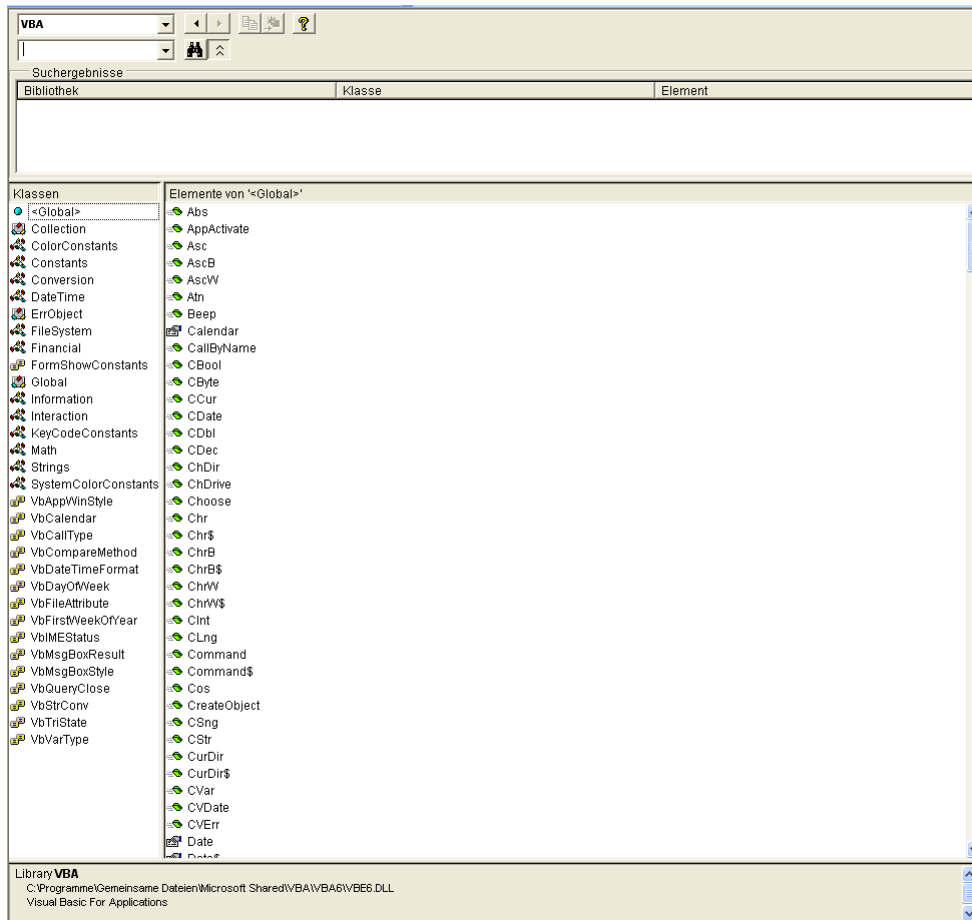 VBA
Suchergebnisse
Bibliothek Klasse Element
Klassen
<Global>
Collection
ColorConstants
Constants
Conversion
DateTime
ErrObject
FileSystem
Financial
FormShowConstants
Global
Information
Interaction
KeyCodeConstants
Math
Strings
SystemColorConstants
VbAppWinStyle
VbCalendar
VbCallType
VbCompareMethod
VbDateTimeFormat
VbDayOfWeek
VbFileAttribute
VbFirstWeekOfYear
VbIMEStatus
VbMsgBoxResult
VbMsgBoxStyle
VbQueryClose
VbStrConv
VbTriState
VbVarType
Elemente von '<Global>'
Abs
AppActivate
Asc
AscB
AscW
Atn
Beep
Calendar
CallByName
CBool
CByte
CCur
CDate
CDbl
CDec
ChDir
ChDrive
Choose
Chr
Chr$
ChrB
ChrB$
ChrW
ChrW$
CInt
CLng
Command
Command$
Cos
CreateObject
CSng
CStr
CurDir
CurDir$
CVar
CVDate
CVErr
Date
Date$
Library VBA
C:\Programme\Gemeinsame Dateien\Microsoft Shared\VBA\VBA6\VBE6.DLL
Visual Basic For Applications